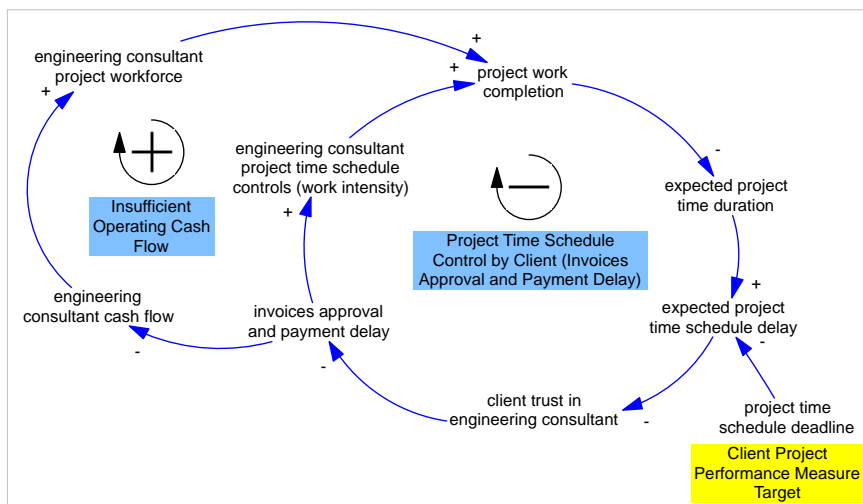 engineering consultant
project workforce
+
+
project work
completion
+
+
engineering consultant
project time schedule
controls (work intensity)
+
-
expected project
time duration
Insufficient
Operating Cash
Flow
Project Time Schedule
Control by Client (Invoices
Approval and Payment Delay)
+
engineering
consultant cash flow
-
invoices approval
and payment delay
-
expected project
time schedule delay
-
client trust in
engineering consultant
-
project time
schedule deadline
Client Project
Performance Measure
Target